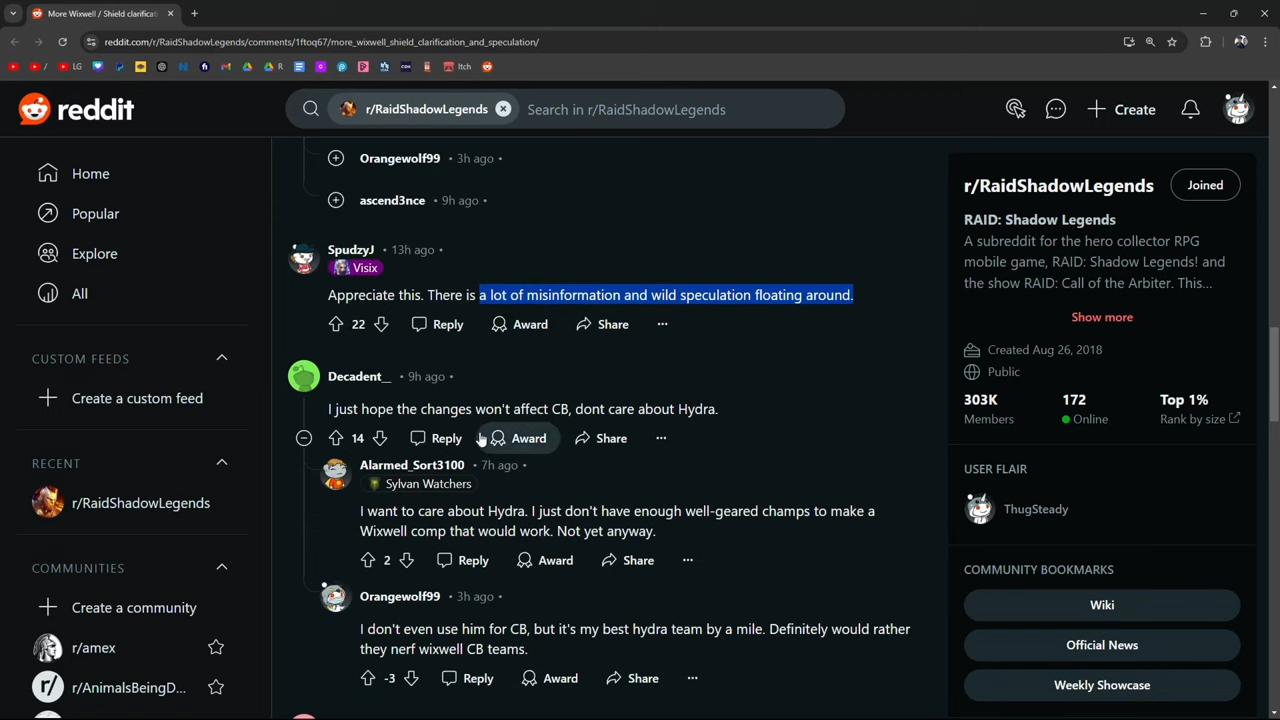 More Wixwell / Shield clarificati
reddit.com/r/RaidShadowLegends/comments/1ftoq67/more_wixwell_shield_clarification_and_speculation/
LG
R
Itch
reddit
r/RaidShadowLegends
Search in r/RaidShadowLegends
Create
Home
Popular
Explore
All
CUSTOM FEEDS
Create a custom feed
RECENT
r/RaidShadowLegends
COMMUNITIES
Create a community
r/amex
r/AnimalsBeingD...
Orangewolf99 • 3h ago •
ascend3nce • 9h ago •
SpudzyJ • 13h ago •
Visix
Appreciate this. There is a lot of misinformation and wild speculation floating around.
22 Reply Award Share ...
Decadent__ • 9h ago •
I just hope the changes won't affect CB, dont care about Hydra.
14 Reply Award Share ...
Alarmed_Sort3100 • 7h ago •
Sylvan Watchers
I want to care about Hydra. I just don't have enough well-geared champs to make a
Wixwell comp that would work. Not yet anyway.
2 Reply Award Share ...
Orangewolf99 • 3h ago •
I don't even use him for CB, but it's my best hydra team by a mile. Definitely would rather
they nerf wixwell CB teams.
-3 Reply Award Share ...
r/RaidShadowLegends Joined
RAID: Shadow Legends
A subreddit for the hero collector RPG
mobile game, RAID: Shadow Legends! and
the show RAID: Call of the Arbiter. This...
Show more
Created Aug 26, 2018
Public
303K 172 Top 1%
Members Online Rank by size
USER FLAIR
ThugSteady
COMMUNITY BOOKMARKS
Wiki
Official News
Weekly Showcase